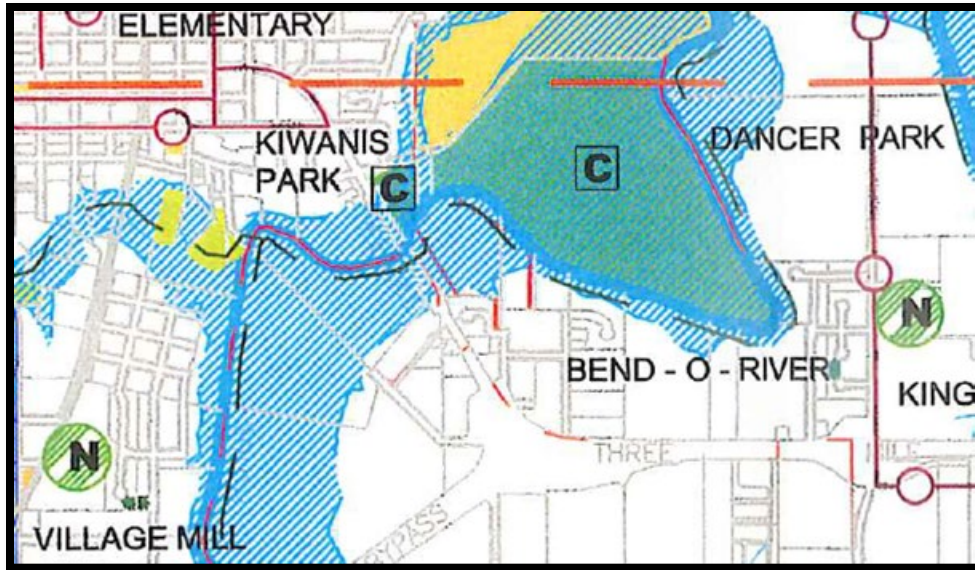 ELEMENTARY
KIWANIS
PARK
C
C
DANCER PARK
N
BEND - O - RIVER
KING
THREE
N
BYPASS
VILLAGE MILL